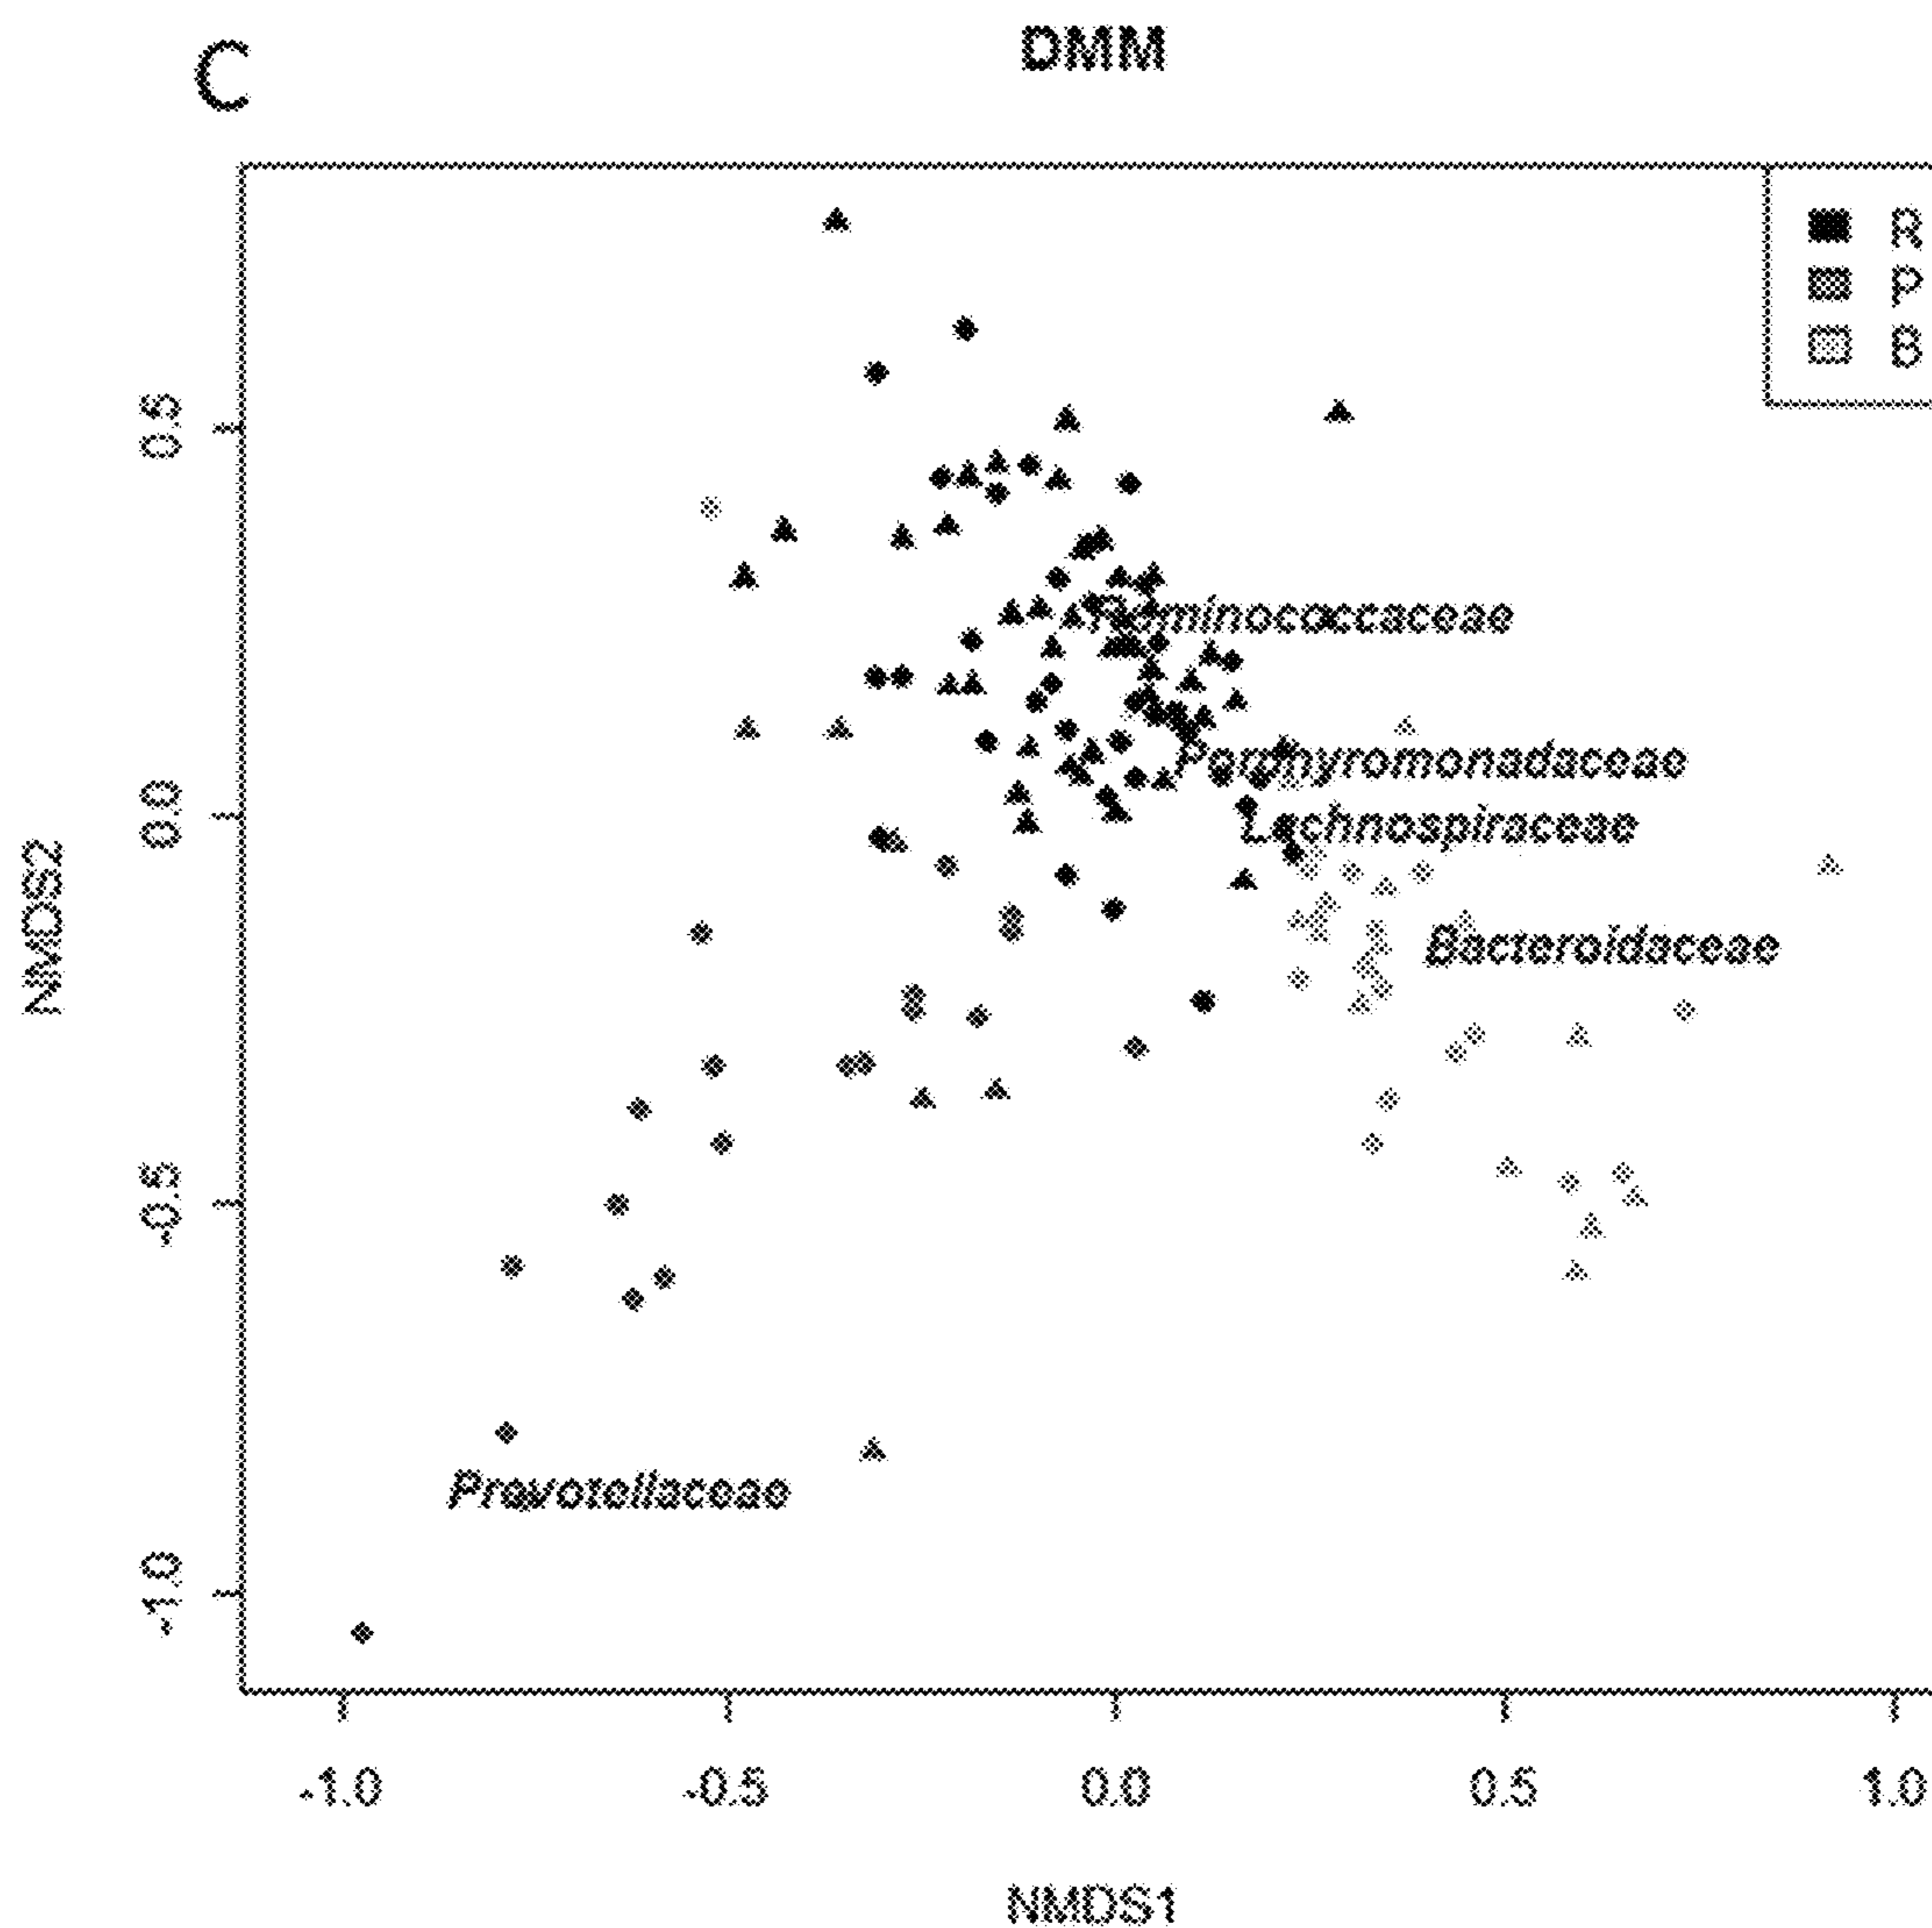 C
DMM
R
P
B
0.5
0.0
-0.5
-1.0
NMDS2
Ruminococcaceae
Porphyromonadaceae
Lachnospiraceae
Bacteroidaceae
Prevotellaceae
-1.0 -0.5 0.0 0.5 1.0
NMDS1